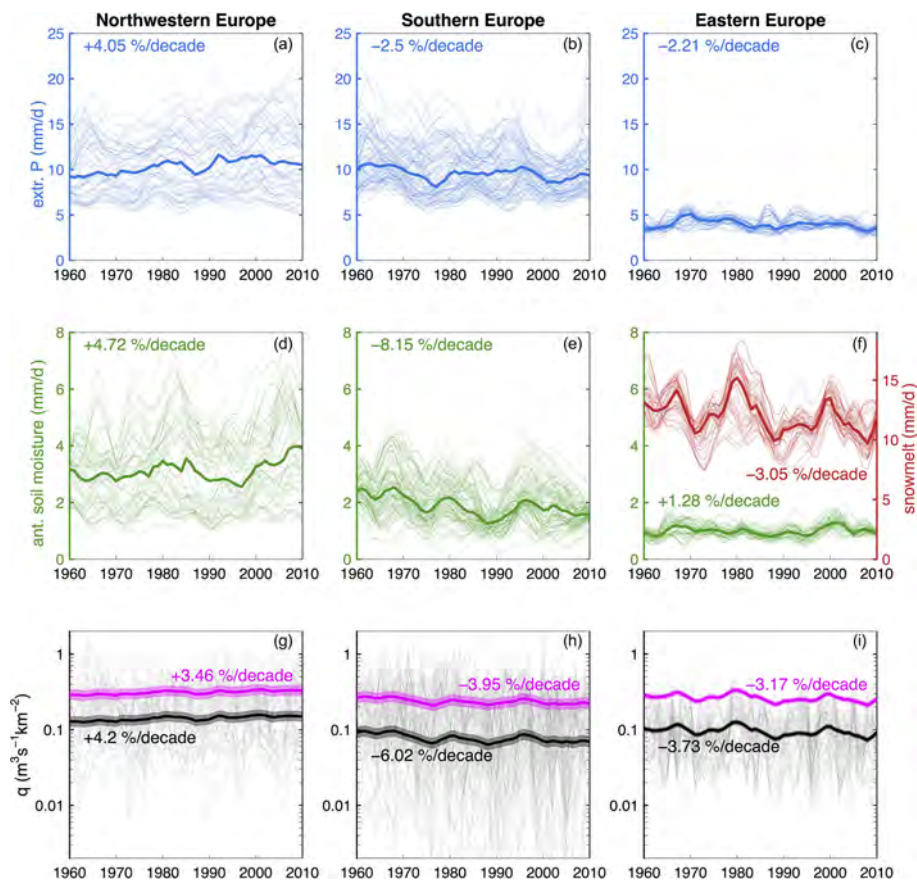 Northwestern Europe Southern Europe Eastern Europe
25 +4.05 %/decade (a) 25 −2.5 %/decade (b) 25 −2.21 %/decade (c)
20 20 20
15 15 15
extr. P (mm/d)
10 10 10
5 5 5
0 0 0
1960 1970 1980 1990 2000 2010 1960 1970 1980 1990 2000 2010 1960 1970 1980 1990 2000 2010
8 +4.72 %/decade (d) 8 −8.15 %/decade (e) 8 (f)
6 6 6 15
ant. soil moisture (mm/d)
4 4 4 10
snowmelt (mm/d)
−3.05 %/decade
2 2 2 +1.28 %/decade 5
0 0 0 0
1960 1970 1980 1990 2000 2010 1960 1970 1980 1990 2000 2010 1960 1970 1980 1990 2000 2010
(g) (h) (i)
1 1 1
+3.46 %/decade −3.95 %/decade −3.17 %/decade
q (m³s⁻¹km⁻²)
0.1 0.1 0.1
+4.2 %/decade −6.02 %/decade −3.73 %/decade
0.01 0.01 0.01
1960 1970 1980 1990 2000 2010 1960 1970 1980 1990 2000 2010 1960 1970 1980 1990 2000 2010